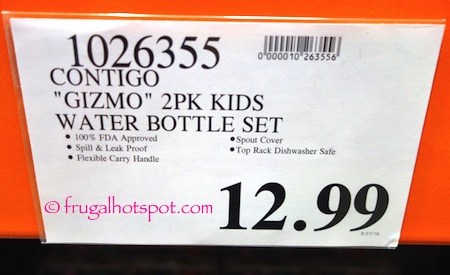 1026355
0000010263556
CONTIGO
"GIZMO" 2PK KIDS
WATER BOTTLE SET
• 100% FDA Approved
• Spill & Leak Proof
• Flexible Carry Handle
• Spout Cover
• Top Rack Dishwasher Safe
© frugalhotspot.com
12.99